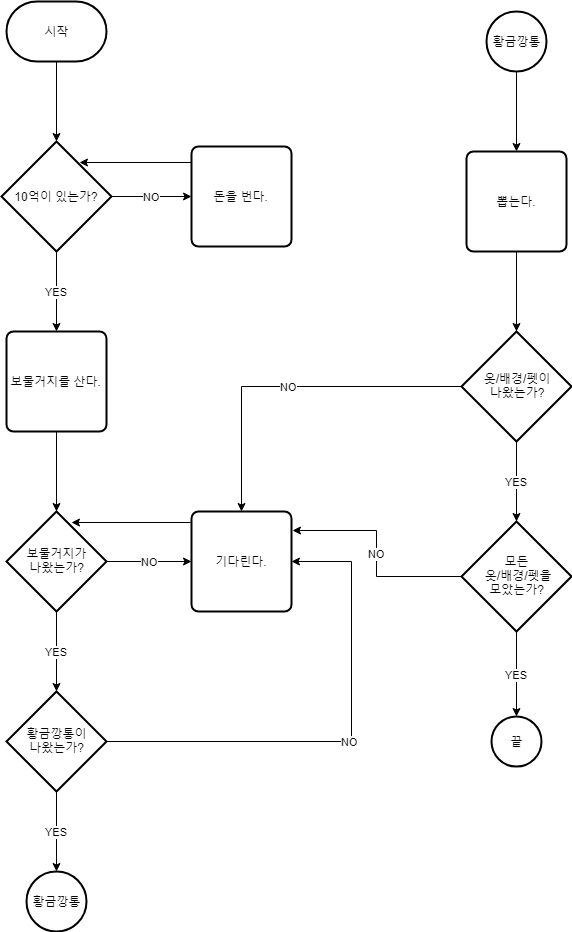 시작
10억이 있는가?
NO
돈을 번다.
YES
보물거지를 산다.
보물거지가
나왔는가?
NO
기다린다.
YES
황금깡통이
나왔는가?
NO
YES
황금깡통
황금깡통
뽑는다.
옷/배경/펫이
나왔는가?
NO
YES
모든
옷/배경/펫을
모았는가?
NO
YES
끝